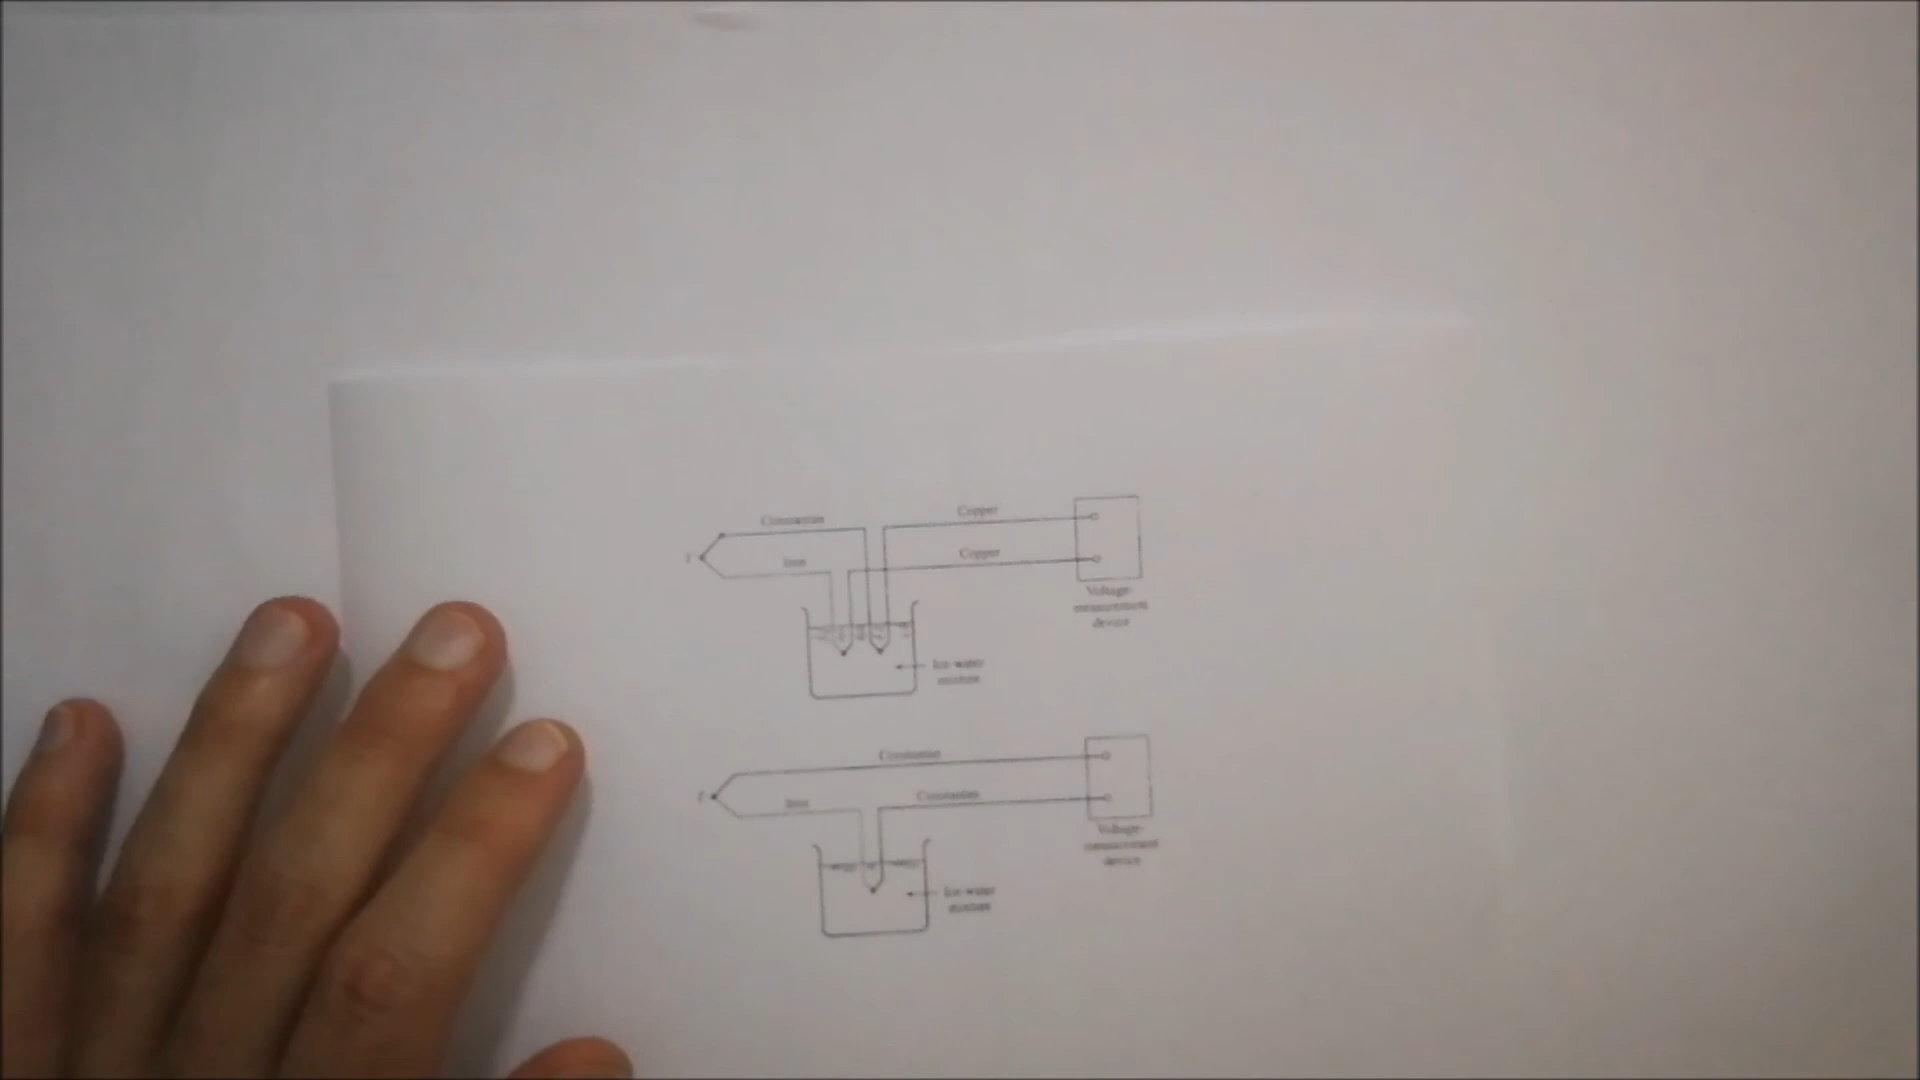 Constantan
Copper
T
Iron
Copper
Voltage-
measurement
device
Ice-water
mixture
Constantan
T
Iron
Constantan
Voltage-
measurement
device
Ice-water
mixture